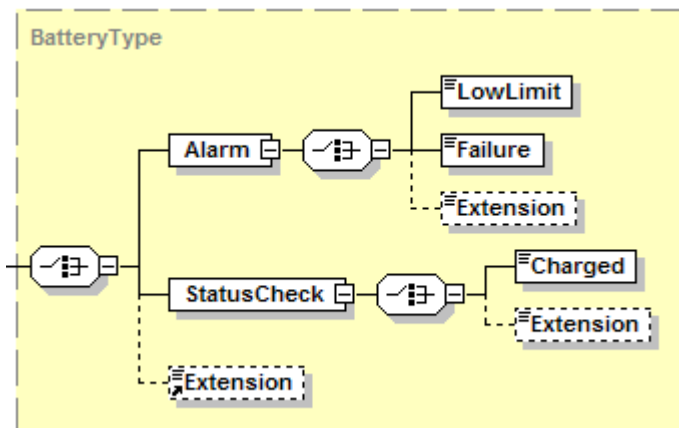 BatteryType
LowLimit
Alarm
Failure
Extension
Charged
StatusCheck
Extension
Extension